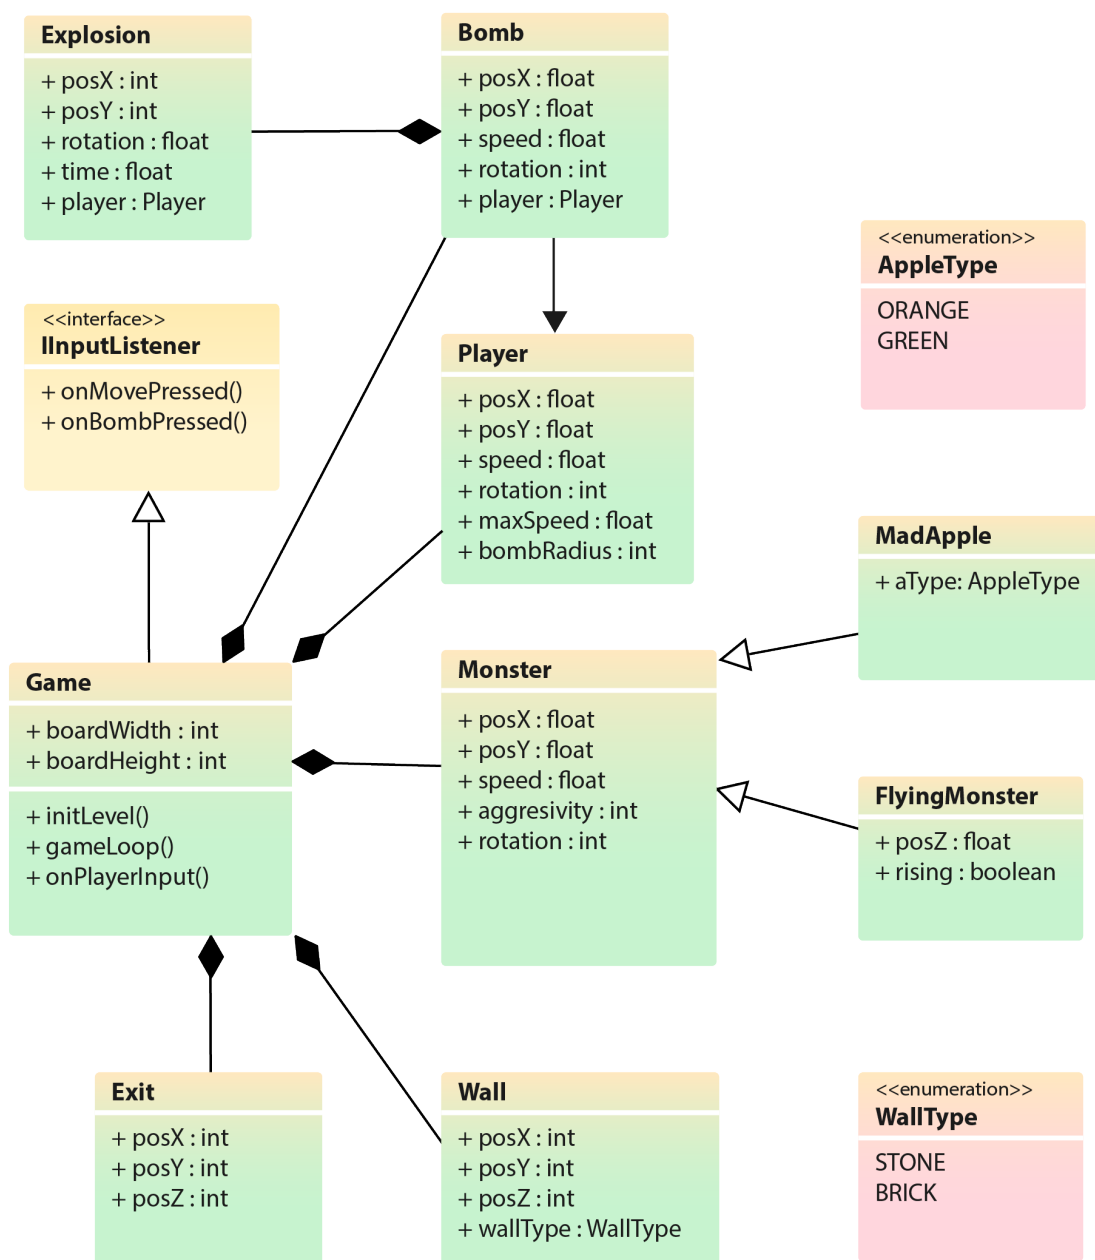 Explosion
+ posX : int
+ posY : int
+ rotation : float
+ time : float
+ player : Player
Bomb
+ posX : float
+ posY : float
+ speed : float
+ rotation : int
+ player : Player
<<enumeration>>
AppleType
ORANGE
GREEN
<<interface>>
IInputListener
+ onMovePressed()
+ onBombPressed()
Player
+ posX : float
+ posY : float
+ speed : float
+ rotation : int
+ maxSpeed : float
+ bombRadius : int
MadApple
+ aType: AppleType
Game
+ boardWidth : int
+ boardHeight : int
+ initLevel()
+ gameLoop()
+ onPlayerInput()
Monster
+ posX : float
+ posY : float
+ speed : float
+ aggresivity : int
+ rotation : int
FlyingMonster
+ posZ : float
+ rising : boolean
Exit
+ posX : int
+ posY : int
+ posZ : int
Wall
+ posX : int
+ posY : int
+ posZ : int
+ wallType : WallType
<<enumeration>>
WallType
STONE
BRICK